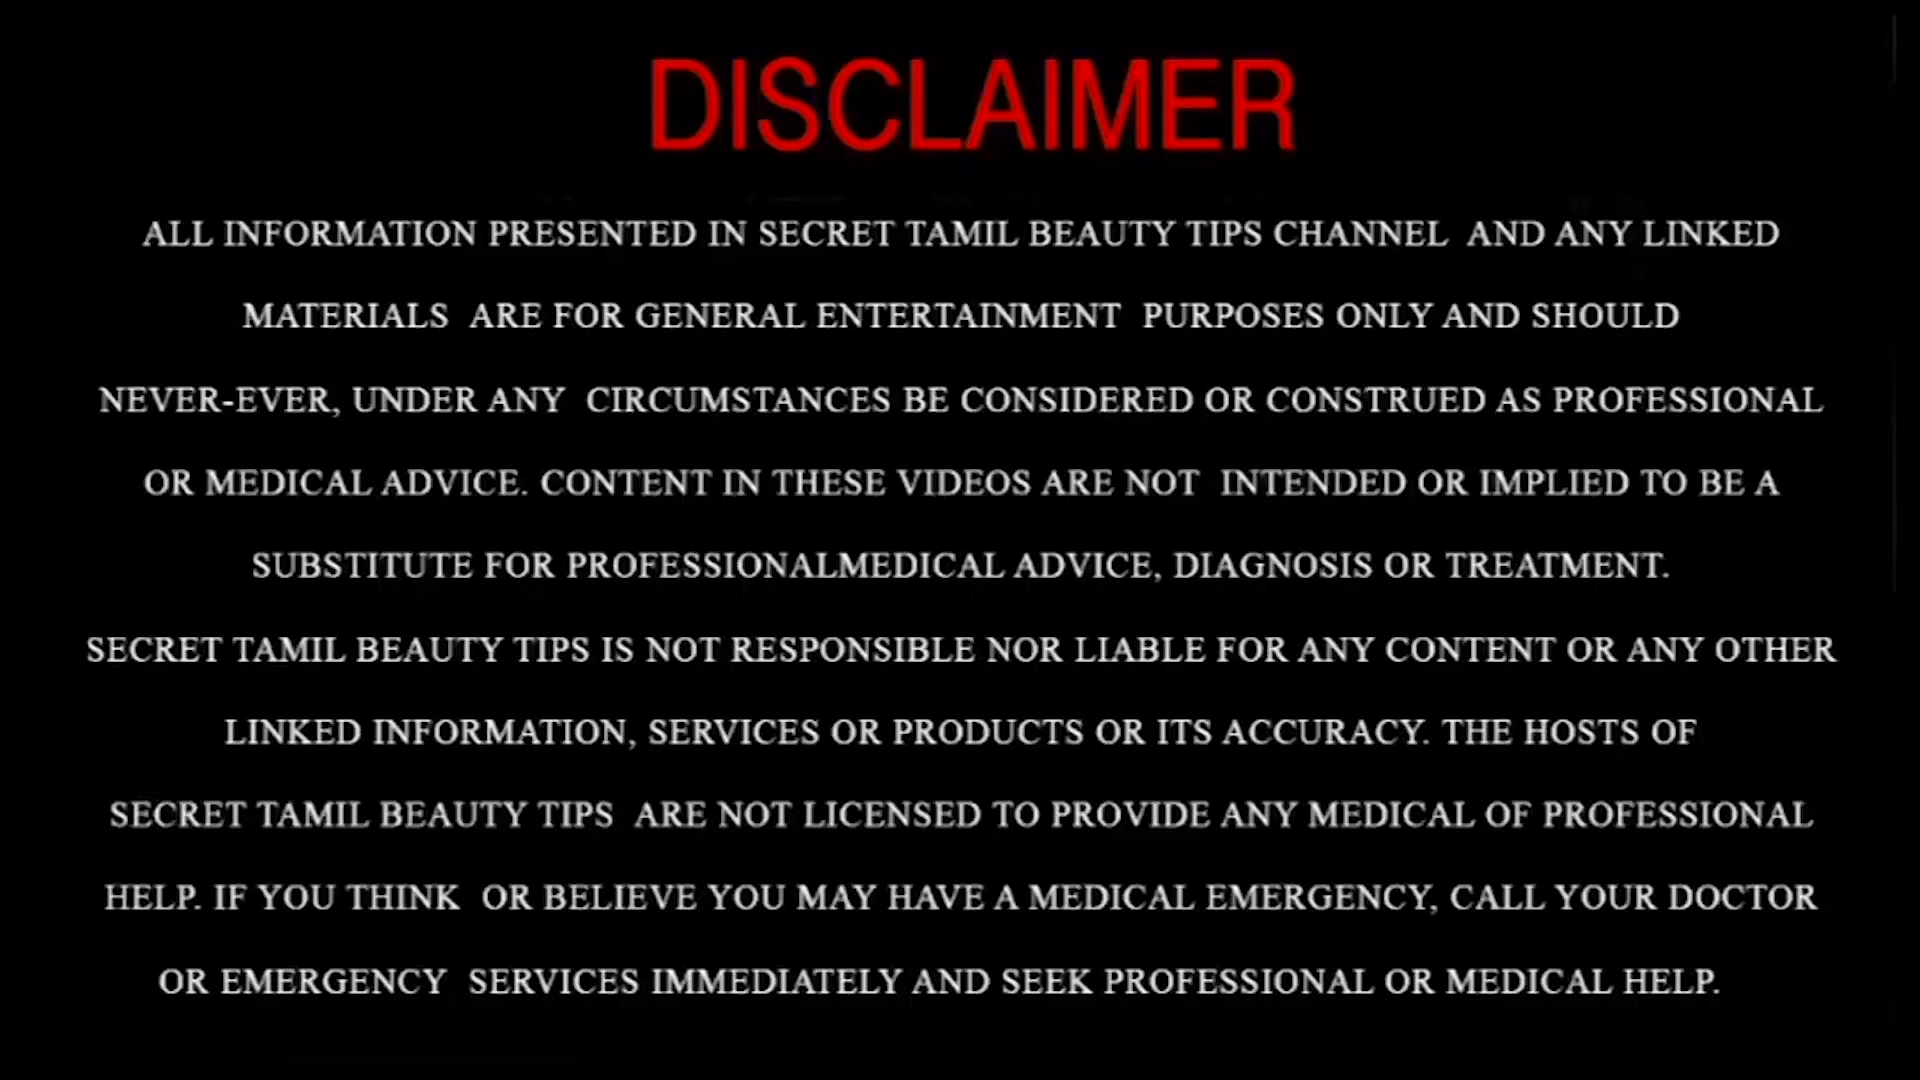 DISCLAIMER
ALL INFORMATION PRESENTED IN SECRET TAMIL BEAUTY TIPS CHANNEL AND ANY LINKED
MATERIALS ARE FOR GENERAL ENTERTAINMENT PURPOSES ONLY AND SHOULD
NEVER-EVER, UNDER ANY CIRCUMSTANCES BE CONSIDERED OR CONSTRUED AS PROFESSIONAL
OR MEDICAL ADVICE. CONTENT IN THESE VIDEOS ARE NOT INTENDED OR IMPLIED TO BE A
SUBSTITUTE FOR PROFESSIONALMEDICAL ADVICE, DIAGNOSIS OR TREATMENT.
SECRET TAMIL BEAUTY TIPS IS NOT RESPONSIBLE NOR LIABLE FOR ANY CONTENT OR ANY OTHER
LINKED INFORMATION, SERVICES OR PRODUCTS OR ITS ACCURACY. THE HOSTS OF
SECRET TAMIL BEAUTY TIPS ARE NOT LICENSED TO PROVIDE ANY MEDICAL OF PROFESSIONAL
HELP. IF YOU THINK OR BELIEVE YOU MAY HAVE A MEDICAL EMERGENCY, CALL YOUR DOCTOR
OR EMERGENCY SERVICES IMMEDIATELY AND SEEK PROFESSIONAL OR MEDICAL HELP.